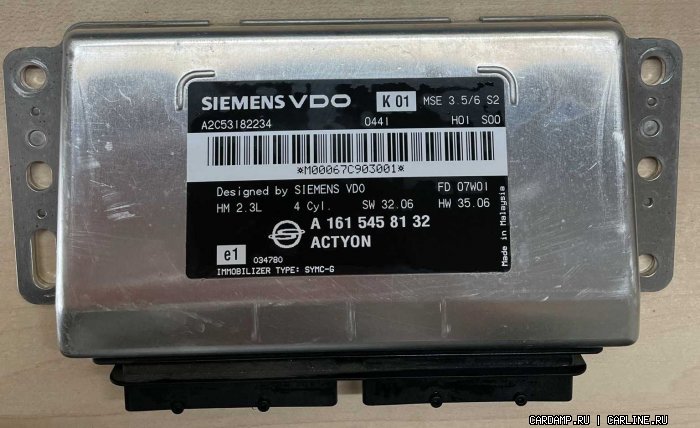 SIEMENS VDO K 01 MSE 3.5/6 S2
A2C53182234 0441 H01 S00
*M00067C903001*
Designed by SIEMENS VDO FD 07W01
HM 2.3L 4 Cyl. SW 32.06 HW 35.06
A 161 545 81 32
ACTYON
e1 034780
IMMOBILIZER TYPE: SYMC-G
Made in Malaysia
CARDAMP.RU | CARLINE.RU